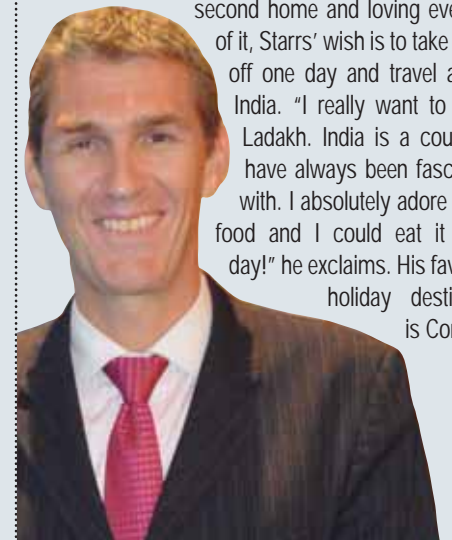 second home and loving eve
of it, Starrs' wish is to take
off one day and travel a
India. "I really want to
Ladakh. India is a cou
have always been fasc
with. I absolutely adore
food and I could eat it
day!" he exclaims. His fav
holiday desti
is Cor